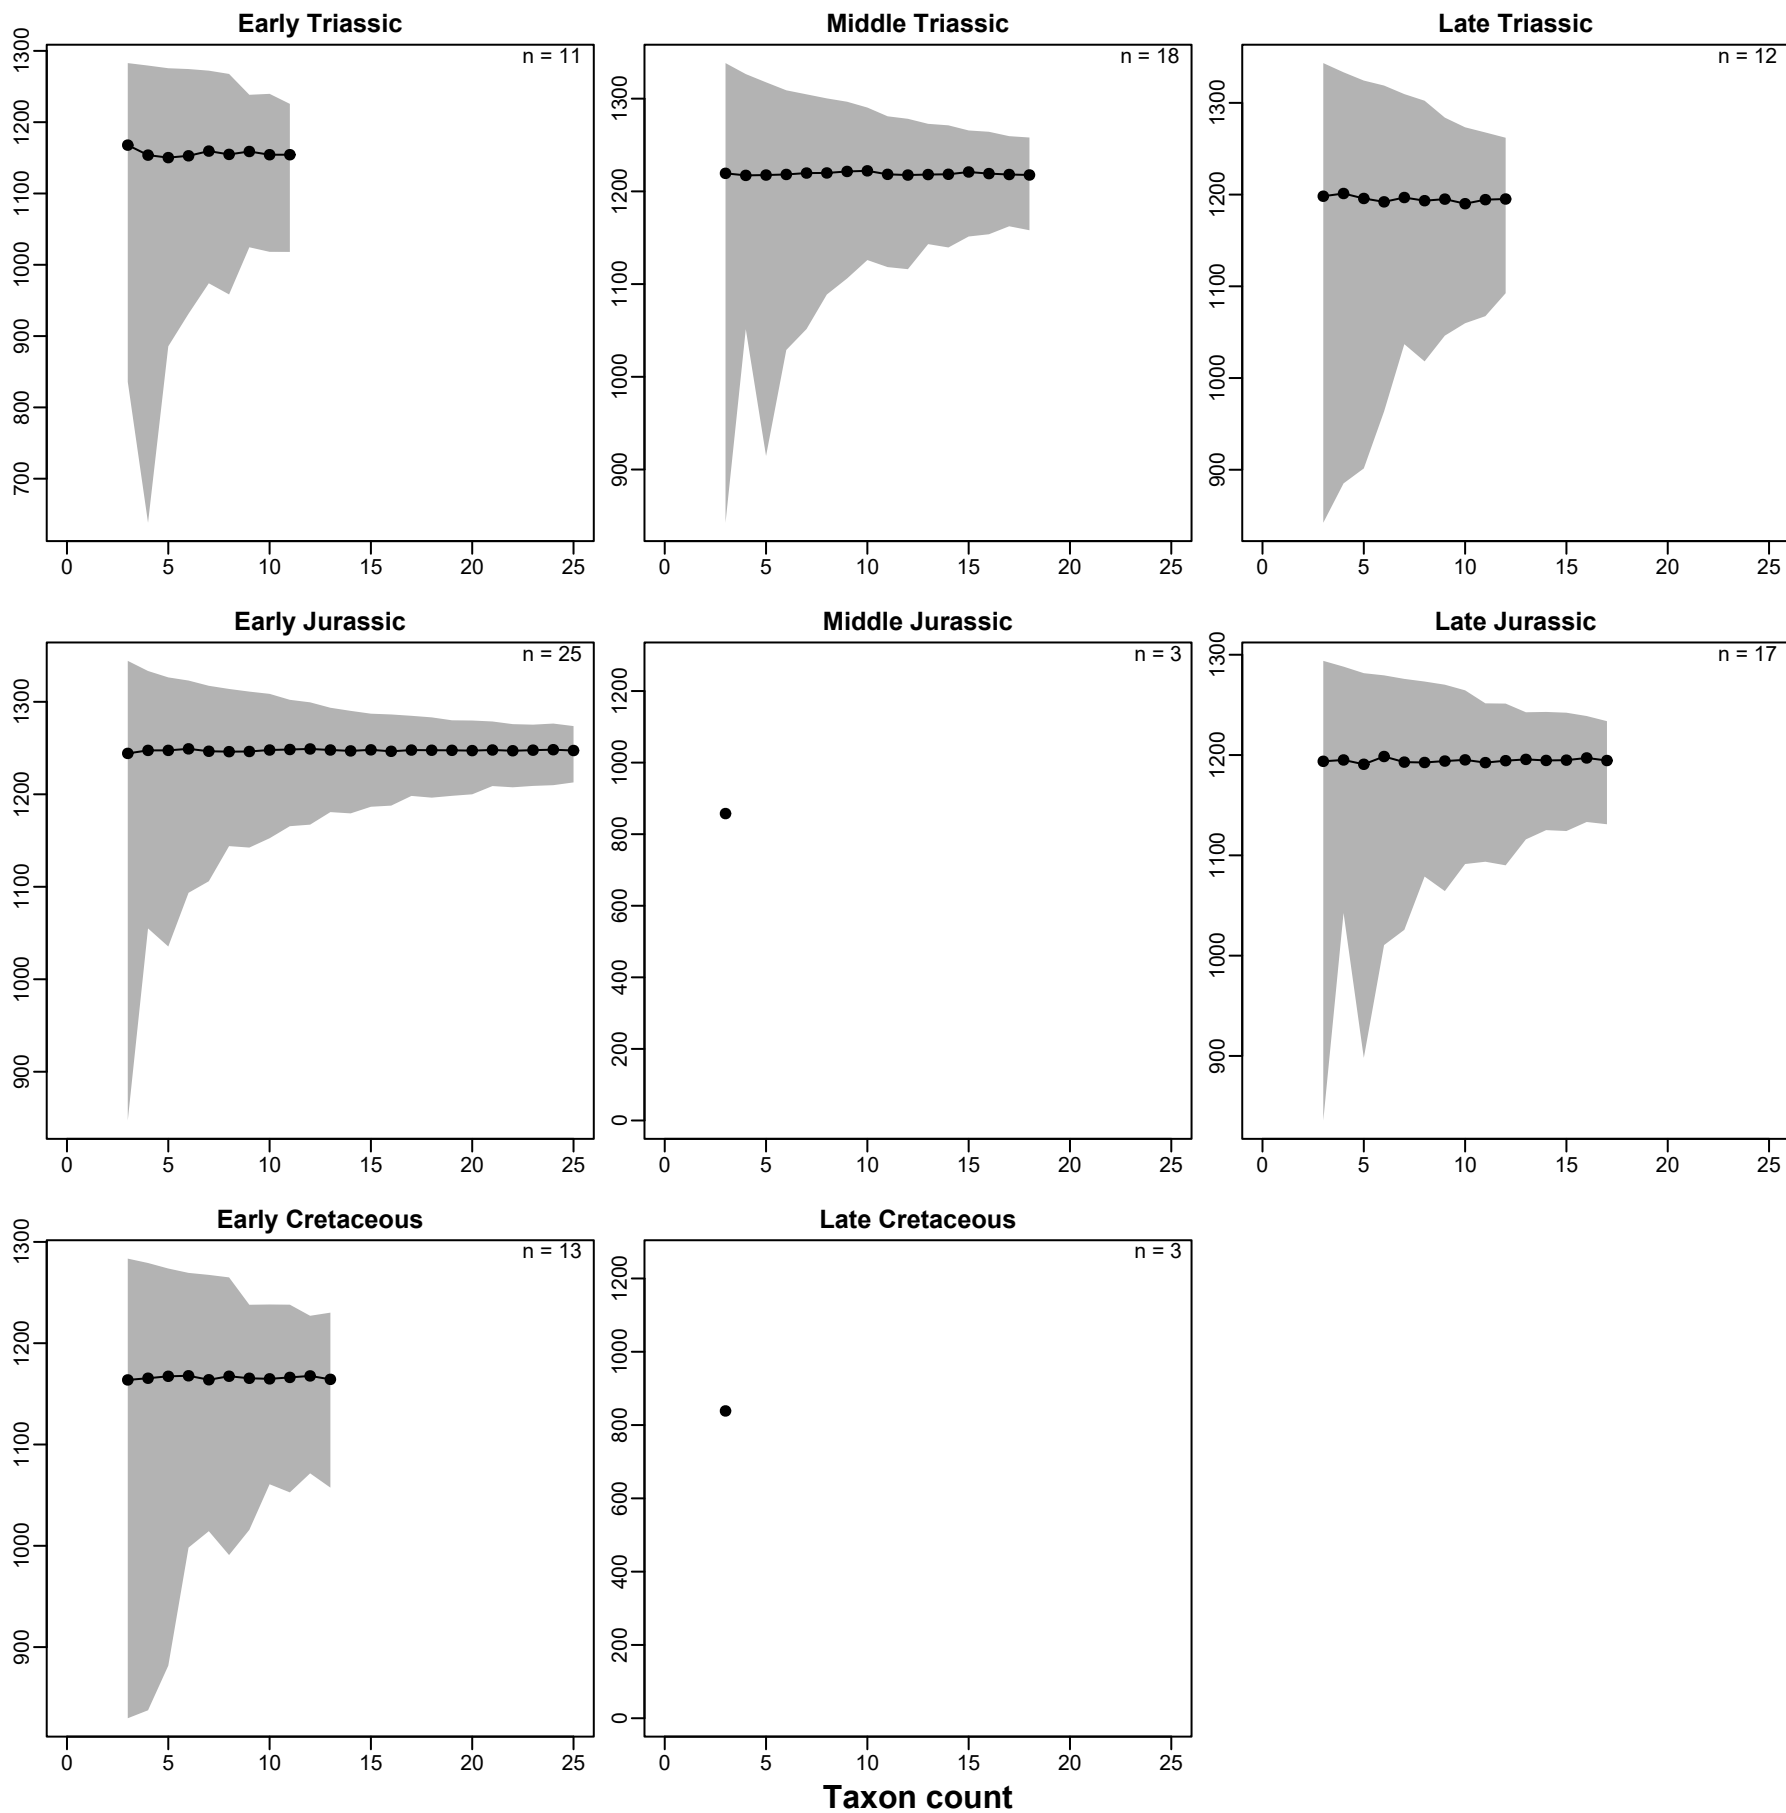 Early Triassic
n = 11
700 800 900 1000 1100 1200 1300
0 5 10 15 20 25
Middle Triassic
n = 18
900 1000 1100 1200 1300
0 5 10 15 20 25
Late Triassic
n = 12
900 1000 1100 1200 1300
0 5 10 15 20 25
Early Jurassic
n = 25
900 1000 1100 1200 1300
0 5 10 15 20 25
Middle Jurassic
n = 3
0 200 400 600 800 1000 1200
0 5 10 15 20 25
Late Jurassic
n = 17
900 1000 1100 1200 1300
0 5 10 15 20 25
Early Cretaceous
n = 13
900 1000 1100 1200 1300
0 5 10 15 20 25
Late Cretaceous
n = 3
0 200 400 600 800 1000 1200
0 5 10 15 20 25
Taxon count